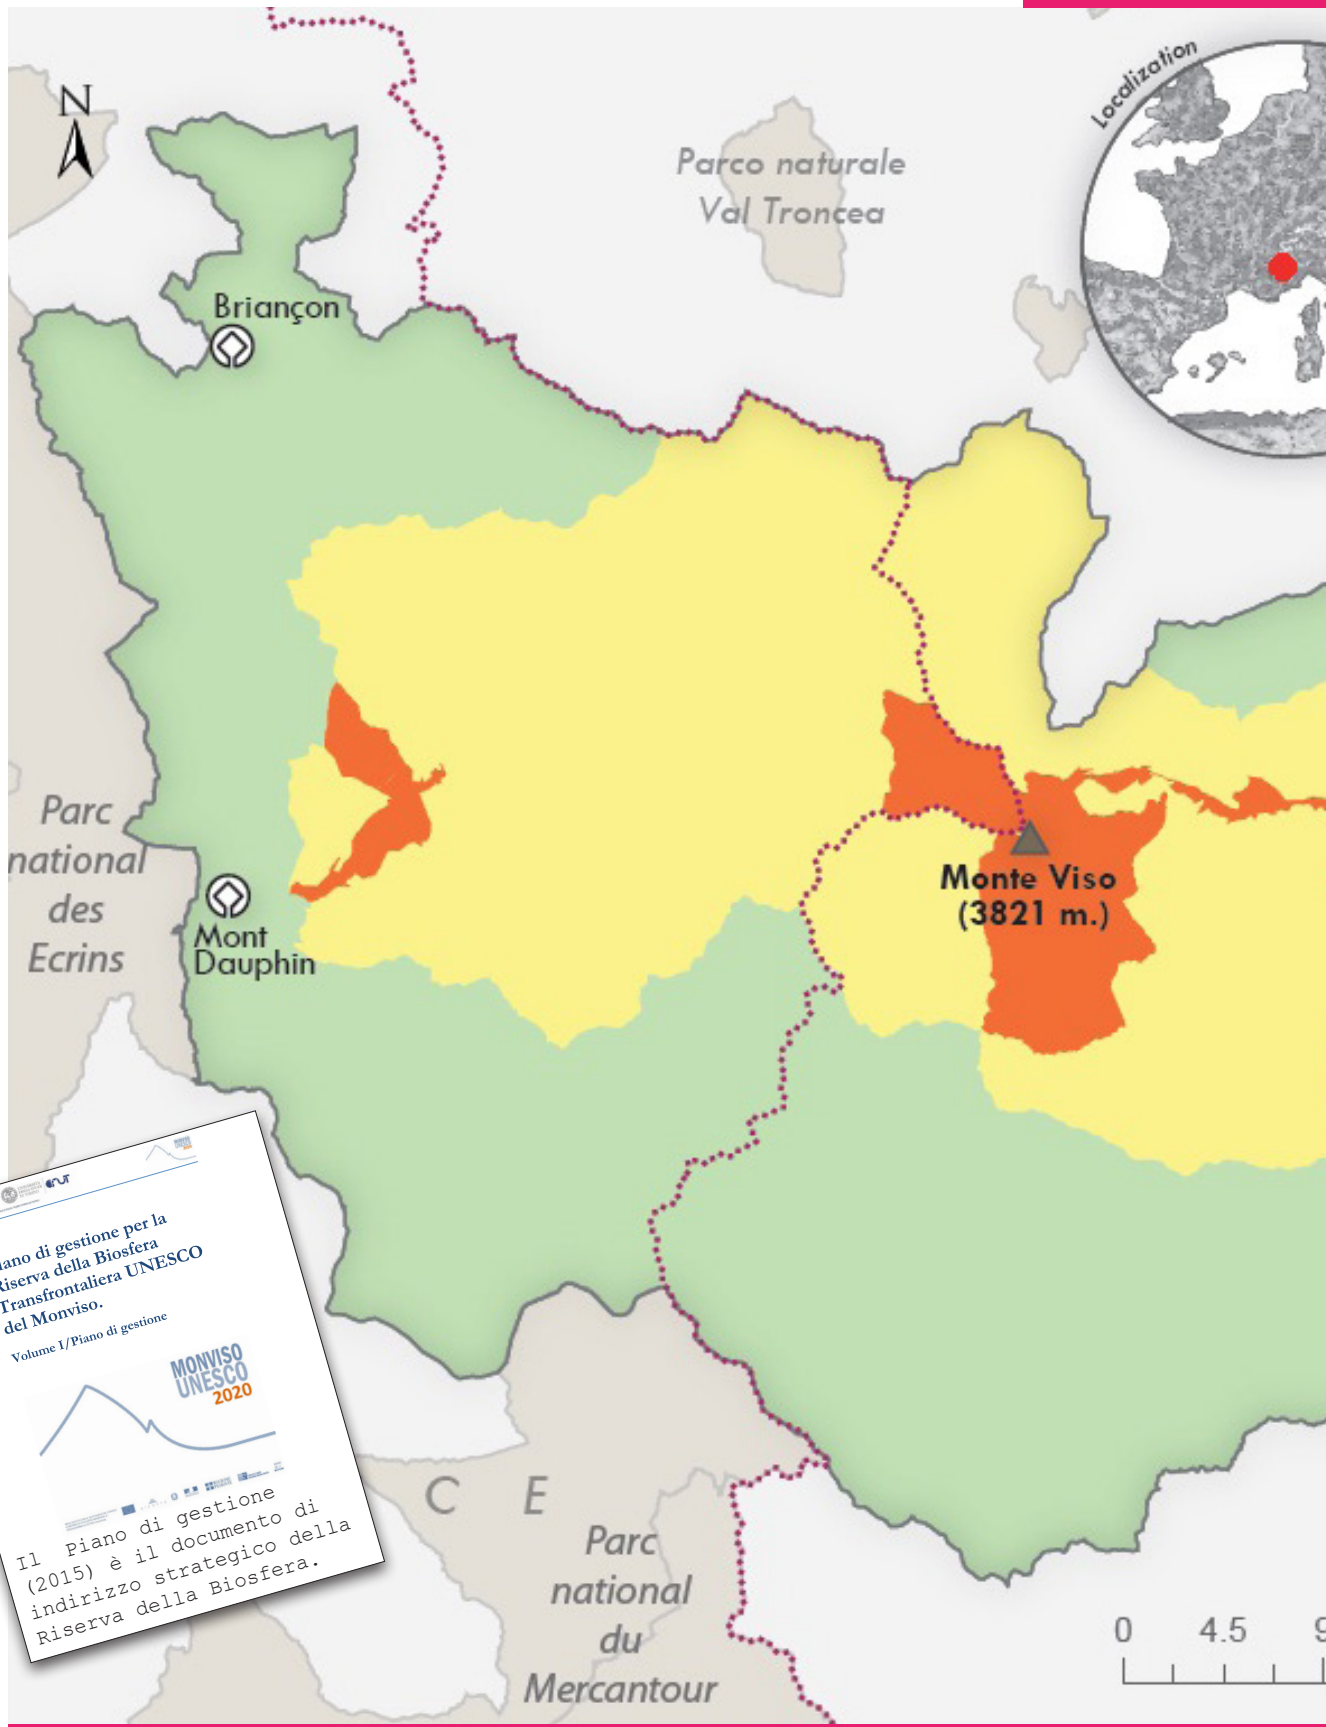 N
Localization
Parco naturale
Val Troncea
Briançon
Monte Viso
(3821 m.)
Parc
national
des
Ecrins
Mont
Dauphin
di gestione per la
della Biosfera
Transfrontaliera UNESCO
del Monviso.
Volume I/Piano di gestione
MONVISO
UNESCO
2020
Il Piano di gestione
(2015) è il documento di
indirizzo strategico della
Riserva della Biosfera.
C E
Parc
national
du
Mercantour
0 4.5 9